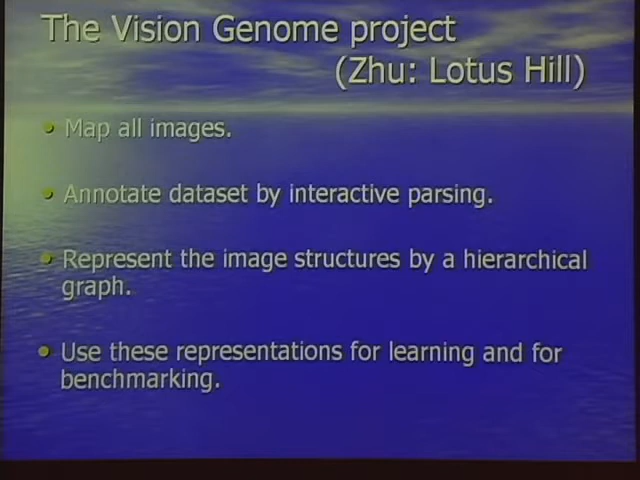 The Vision Genome project
(Zhu: Lotus Hill)
• Map all images.
• Annotate dataset by interactive parsing.
• Represent the image structures by a hierarchical
graph.
• Use these representations for learning and for
benchmarking.